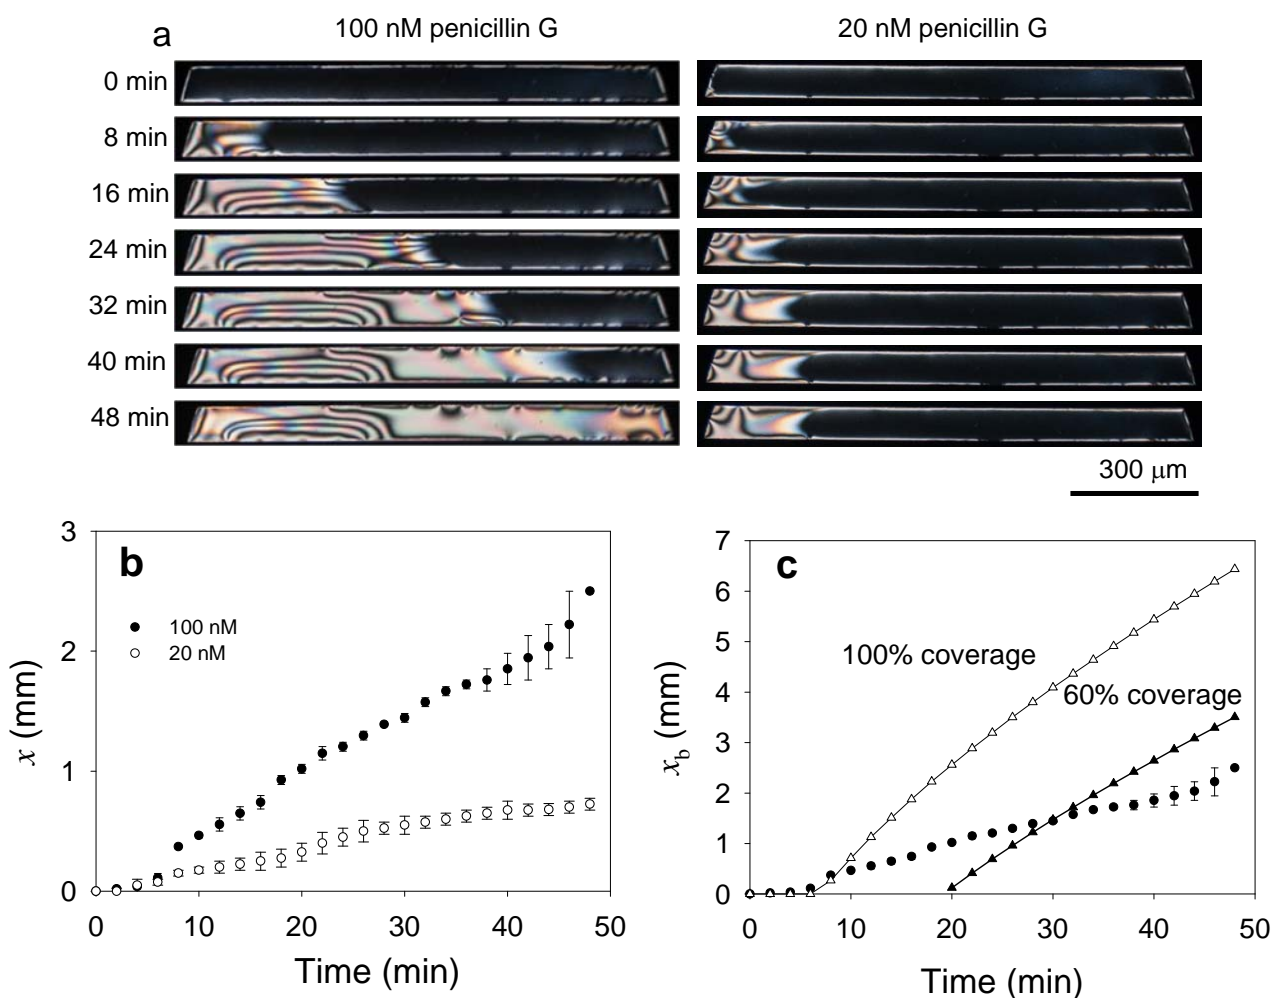 a
100 nM penicillin G
20 nM penicillin G
0 min
8 min
16 min
24 min
32 min
40 min
48 min
300 μm
b
100 nM
20 nM
x (mm)
3
2
1
0
0 10 20 30 40 50
Time (min)
c
100% coverage
60% coverage
xb (mm)
7
6
5
4
3
2
1
0
0 10 20 30 40 50
Time (min)